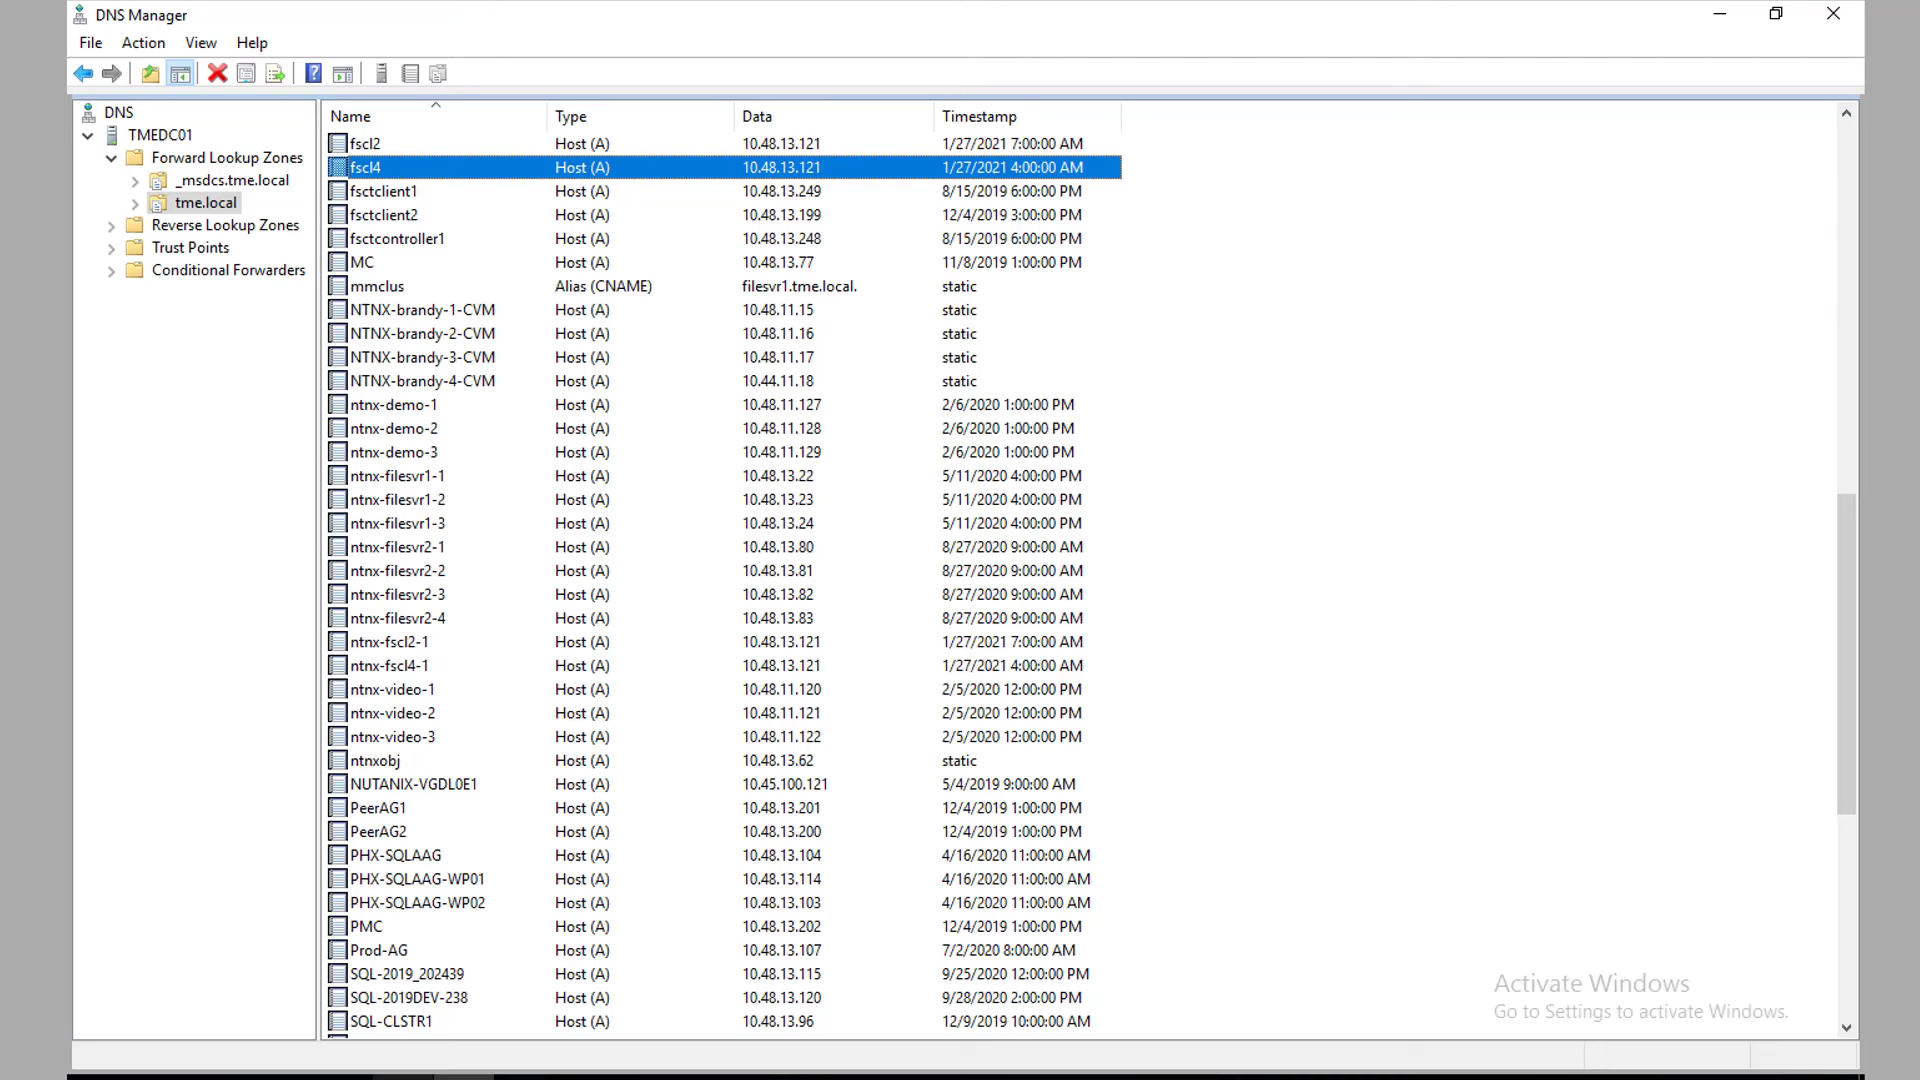 DNS Manager
File Action View Help
DNS
TMEDC01
Forward Lookup Zones
_msdcs.tme.local
tme.local
Reverse Lookup Zones
Trust Points
Conditional Forwarders
Name Type Data Timestamp
fscl2 Host (A) 10.48.13.121 1/27/2021 7:00:00 AM
fscl4 Host (A) 10.48.13.121 1/27/2021 4:00:00 AM
fsctclient1 Host (A) 10.48.13.249 8/15/2019 6:00:00 PM
fsctclient2 Host (A) 10.48.13.199 12/4/2019 3:00:00 PM
fsctcontroller1 Host (A) 10.48.13.248 8/15/2019 6:00:00 PM
MC Host (A) 10.48.13.77 11/8/2019 1:00:00 PM
mmclus Alias (CNAME) filesvr1.tme.local. static
NTNX-brandy-1-CVM Host (A) 10.48.11.15 static
NTNX-brandy-2-CVM Host (A) 10.48.11.16 static
NTNX-brandy-3-CVM Host (A) 10.48.11.17 static
NTNX-brandy-4-CVM Host (A) 10.44.11.18 static
ntnx-demo-1 Host (A) 10.48.11.127 2/6/2020 1:00:00 PM
ntnx-demo-2 Host (A) 10.48.11.128 2/6/2020 1:00:00 PM
ntnx-demo-3 Host (A) 10.48.11.129 2/6/2020 1:00:00 PM
ntnx-filesvr1-1 Host (A) 10.48.13.22 5/11/2020 4:00:00 PM
ntnx-filesvr1-2 Host (A) 10.48.13.23 5/11/2020 4:00:00 PM
ntnx-filesvr1-3 Host (A) 10.48.13.24 5/11/2020 4:00:00 PM
ntnx-filesvr2-1 Host (A) 10.48.13.80 8/27/2020 9:00:00 AM
ntnx-filesvr2-2 Host (A) 10.48.13.81 8/27/2020 9:00:00 AM
ntnx-filesvr2-3 Host (A) 10.48.13.82 8/27/2020 9:00:00 AM
ntnx-filesvr2-4 Host (A) 10.48.13.83 8/27/2020 9:00:00 AM
ntnx-fscl2-1 Host (A) 10.48.13.121 1/27/2021 7:00:00 AM
ntnx-fscl4-1 Host (A) 10.48.13.121 1/27/2021 4:00:00 AM
ntnx-video-1 Host (A) 10.48.11.120 2/5/2020 12:00:00 PM
ntnx-video-2 Host (A) 10.48.11.121 2/5/2020 12:00:00 PM
ntnx-video-3 Host (A) 10.48.11.122 2/5/2020 12:00:00 PM
ntnxobj Host (A) 10.48.13.62 static
NUTANIX-VGDL0E1 Host (A) 10.45.100.121 5/4/2019 9:00:00 AM
PeerAG1 Host (A) 10.48.13.201 12/4/2019 1:00:00 PM
PeerAG2 Host (A) 10.48.13.200 12/4/2019 1:00:00 PM
PHX-SQLAAG Host (A) 10.48.13.104 4/16/2020 11:00:00 AM
PHX-SQLAAG-WP01 Host (A) 10.48.13.114 4/16/2020 11:00:00 AM
PHX-SQLAAG-WP02 Host (A) 10.48.13.103 4/16/2020 11:00:00 AM
PMC Host (A) 10.48.13.202 12/4/2019 1:00:00 PM
Prod-AG Host (A) 10.48.13.107 7/2/2020 8:00:00 AM
SQL-2019_202439 Host (A) 10.48.13.115 9/25/2020 12:00:00 PM
SQL-2019DEV-238 Host (A) 10.48.13.120 9/28/2020 2:00:00 PM
SQL-CLSTR1 Host (A) 10.48.13.96 12/9/2019 10:00:00 AM
Activate Windows
Go to Settings to activate Windows.